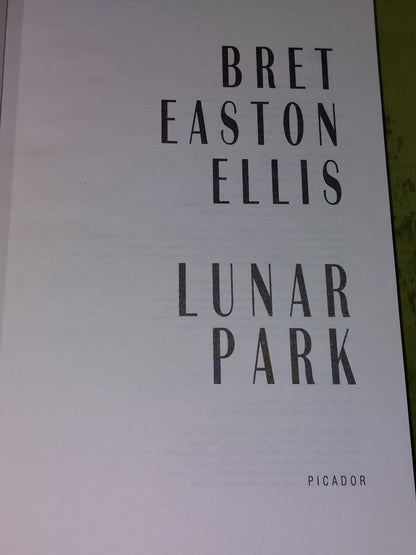 BRET
EASTON
ELLIS
LUNAR
PARK
PICADOR